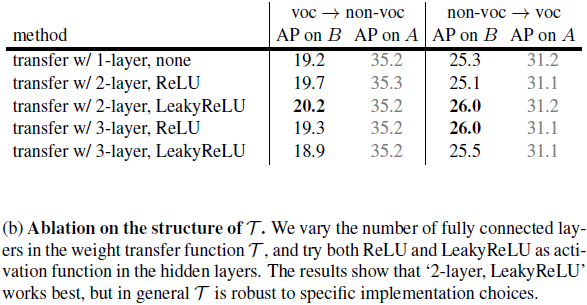 voc → non-voc non-voc → voc
method AP on B AP on A AP on B AP on A
transfer w/ 1-layer, none 19.2 35.2 25.3 31.2
transfer w/ 2-layer, ReLU 19.7 35.3 25.1 31.1
transfer w/ 2-layer, LeakyReLU 20.2 35.2 26.0 31.2
transfer w/ 3-layer, ReLU 19.3 35.2 26.0 31.1
transfer w/ 3-layer, LeakyReLU 18.9 35.2 25.5 31.1
(b) Ablation on the structure of 𝒯. We vary the number of fully connected lay-
ers in the weight transfer function 𝒯, and try both ReLU and LeakyReLU as acti-
vation function in the hidden layers. The results show that ‘2-layer, LeakyReLU’
works best, but in general 𝒯 is robust to specific implementation choices.